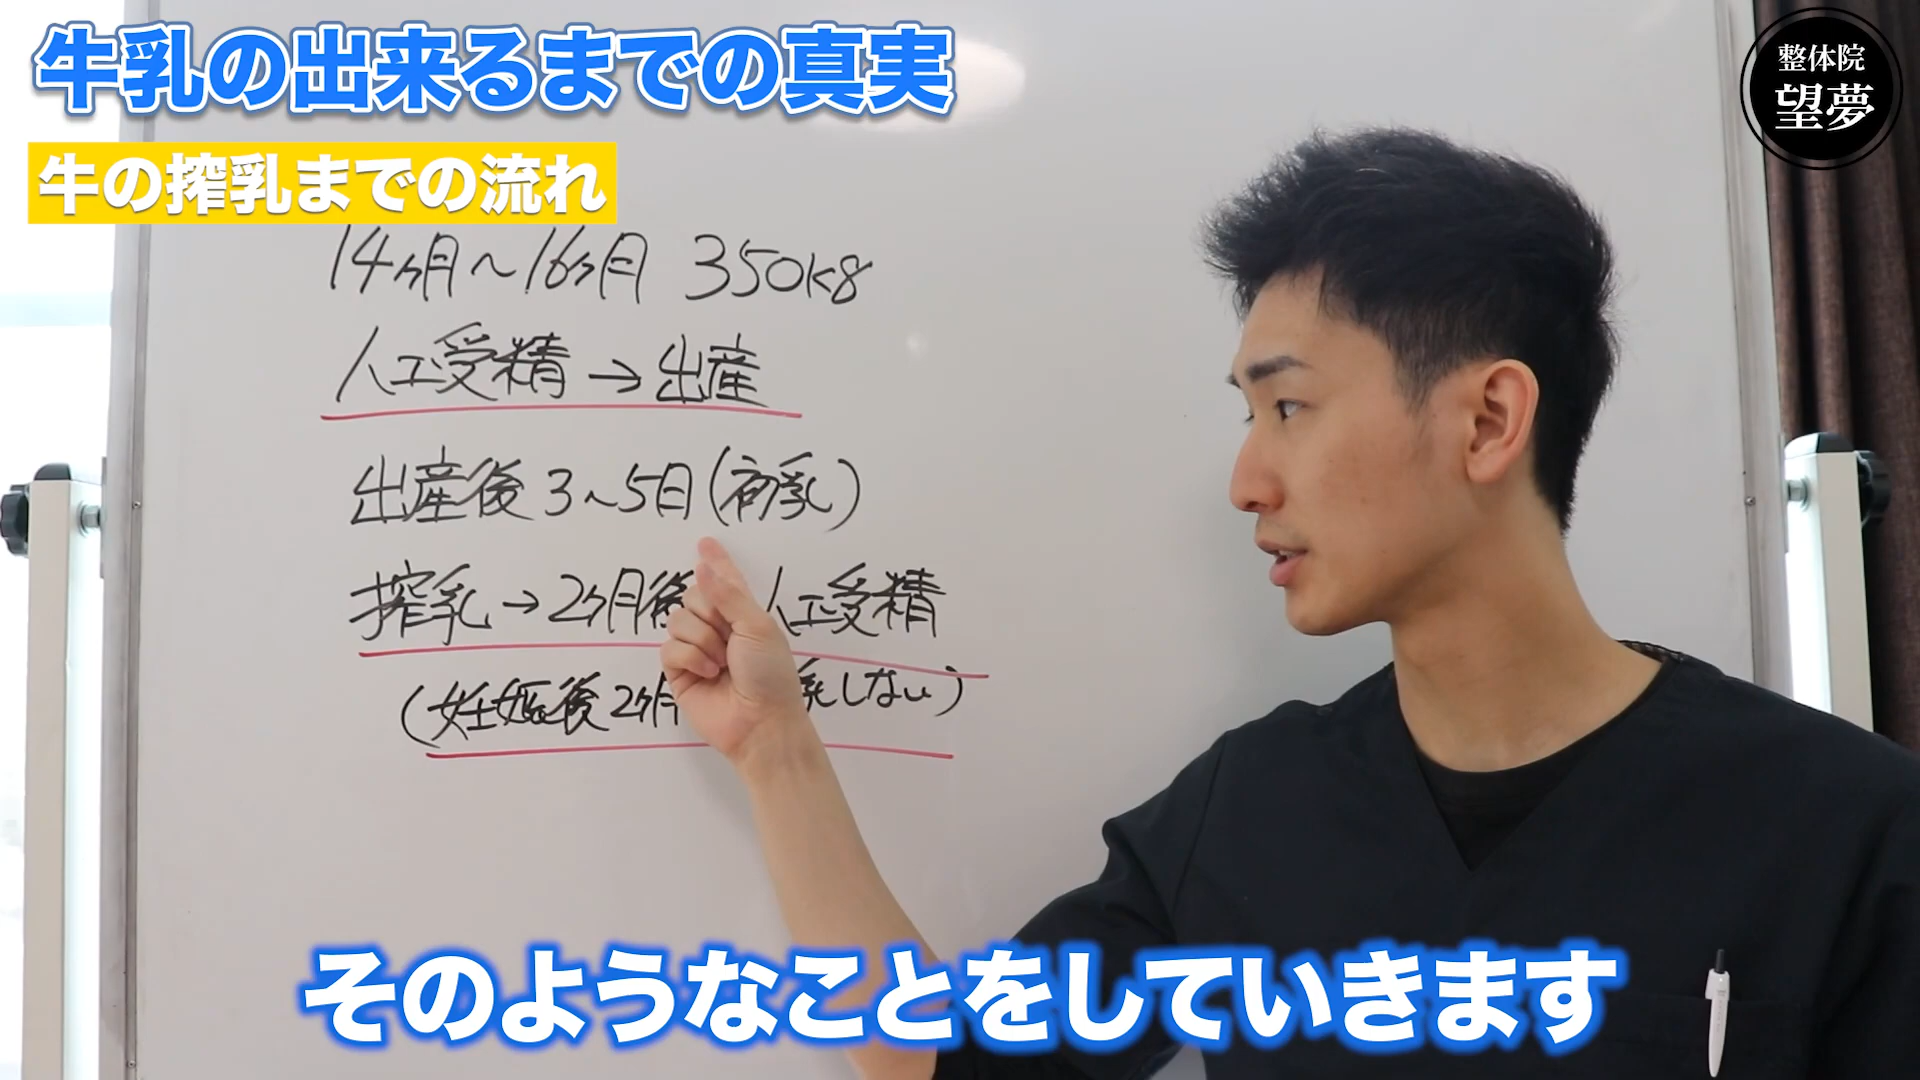 牛乳の出来るまでの真実
整体院
望夢
牛の搾乳までの流れ
14ヶ月〜16ヶ月 350kg
人工受精→出産
出産後3〜5日(初乳)
搾乳→2ヶ月後 人工受精
(妊娠後2ヶ月 乳しない)
そのようなことをしていきます